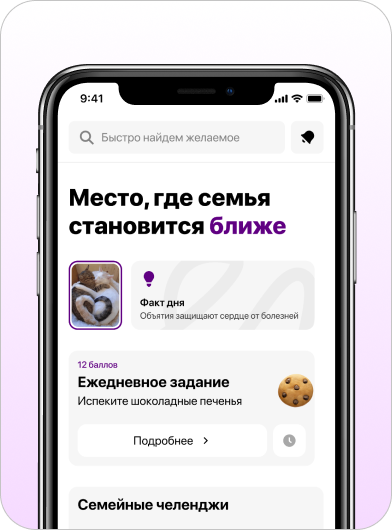 9:41
Быстро найдем желаемое
Место, где семья
становится ближе
Факт дня
Объятия защищают сердце от болезней
12 баллов
Ежедневное задание
Испеките шоколадные печенья
Подробнее
Семейные челенджи